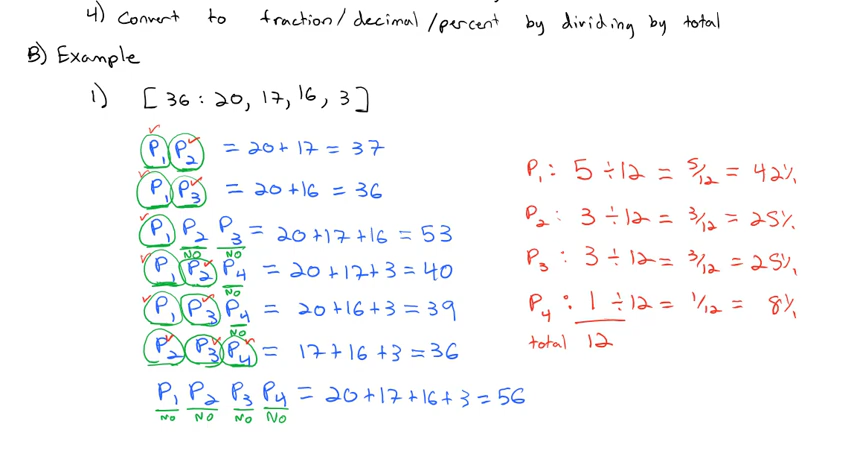 4) Convert to fraction/decimal/percent by dividing by total
B) Example
1) [36 : 20, 17, 16, 3]
✓P₁ P₂✓ = 20+17 = 37
✓P₁ P₃✓ = 20+16 = 36
✓P₁ P₂ P₃ = 20+17+16 = 53
NO NO
✓P₁ P₂✓ P₄ = 20+17+3 = 40
NO
✓P₁ P₃✓ P₄ = 20+16+3 = 39
NO
P₂✓ P₃✓ P₄✓ = 17+16+3 = 36
P₁ P₂ P₃ P₄ = 20+17+16+3 = 56
NO NO NO NO
P₁ : 5 ÷ 12 = 5/12 = 42%
P₂ : 3 ÷ 12 = 3/12 = 25%
P₃ : 3 ÷ 12 = 3/12 = 25%
P₄ : 1 ÷ 12 = 1/12 = 8%
total 12